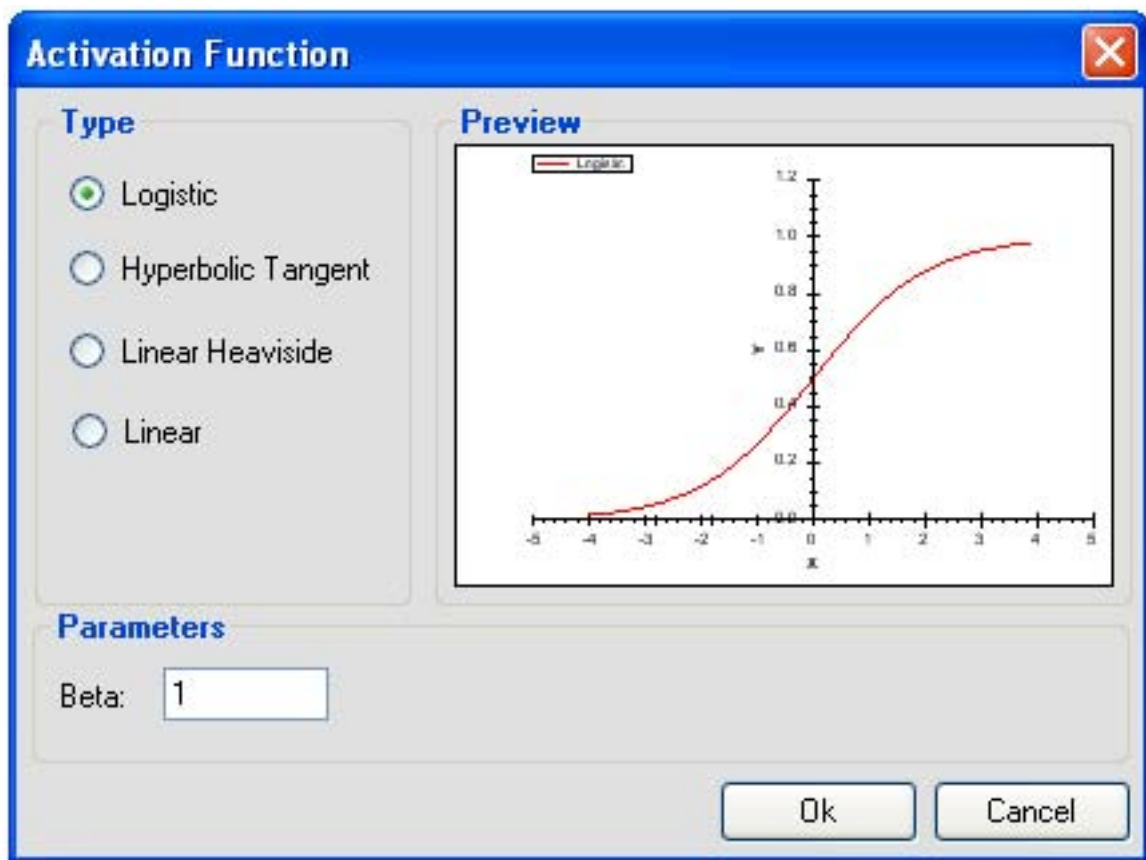 Activation Function
Type
Logistic
Hyperbolic Tangent
Linear Heaviside
Linear
Preview
Logistic
1.2
1.0
0.8
Y 0.6
0.4
0.2
0.0
-5 -4 -3 -2 -1 0 1 2 3 4 5
X
Parameters
Beta: 1
Ok Cancel